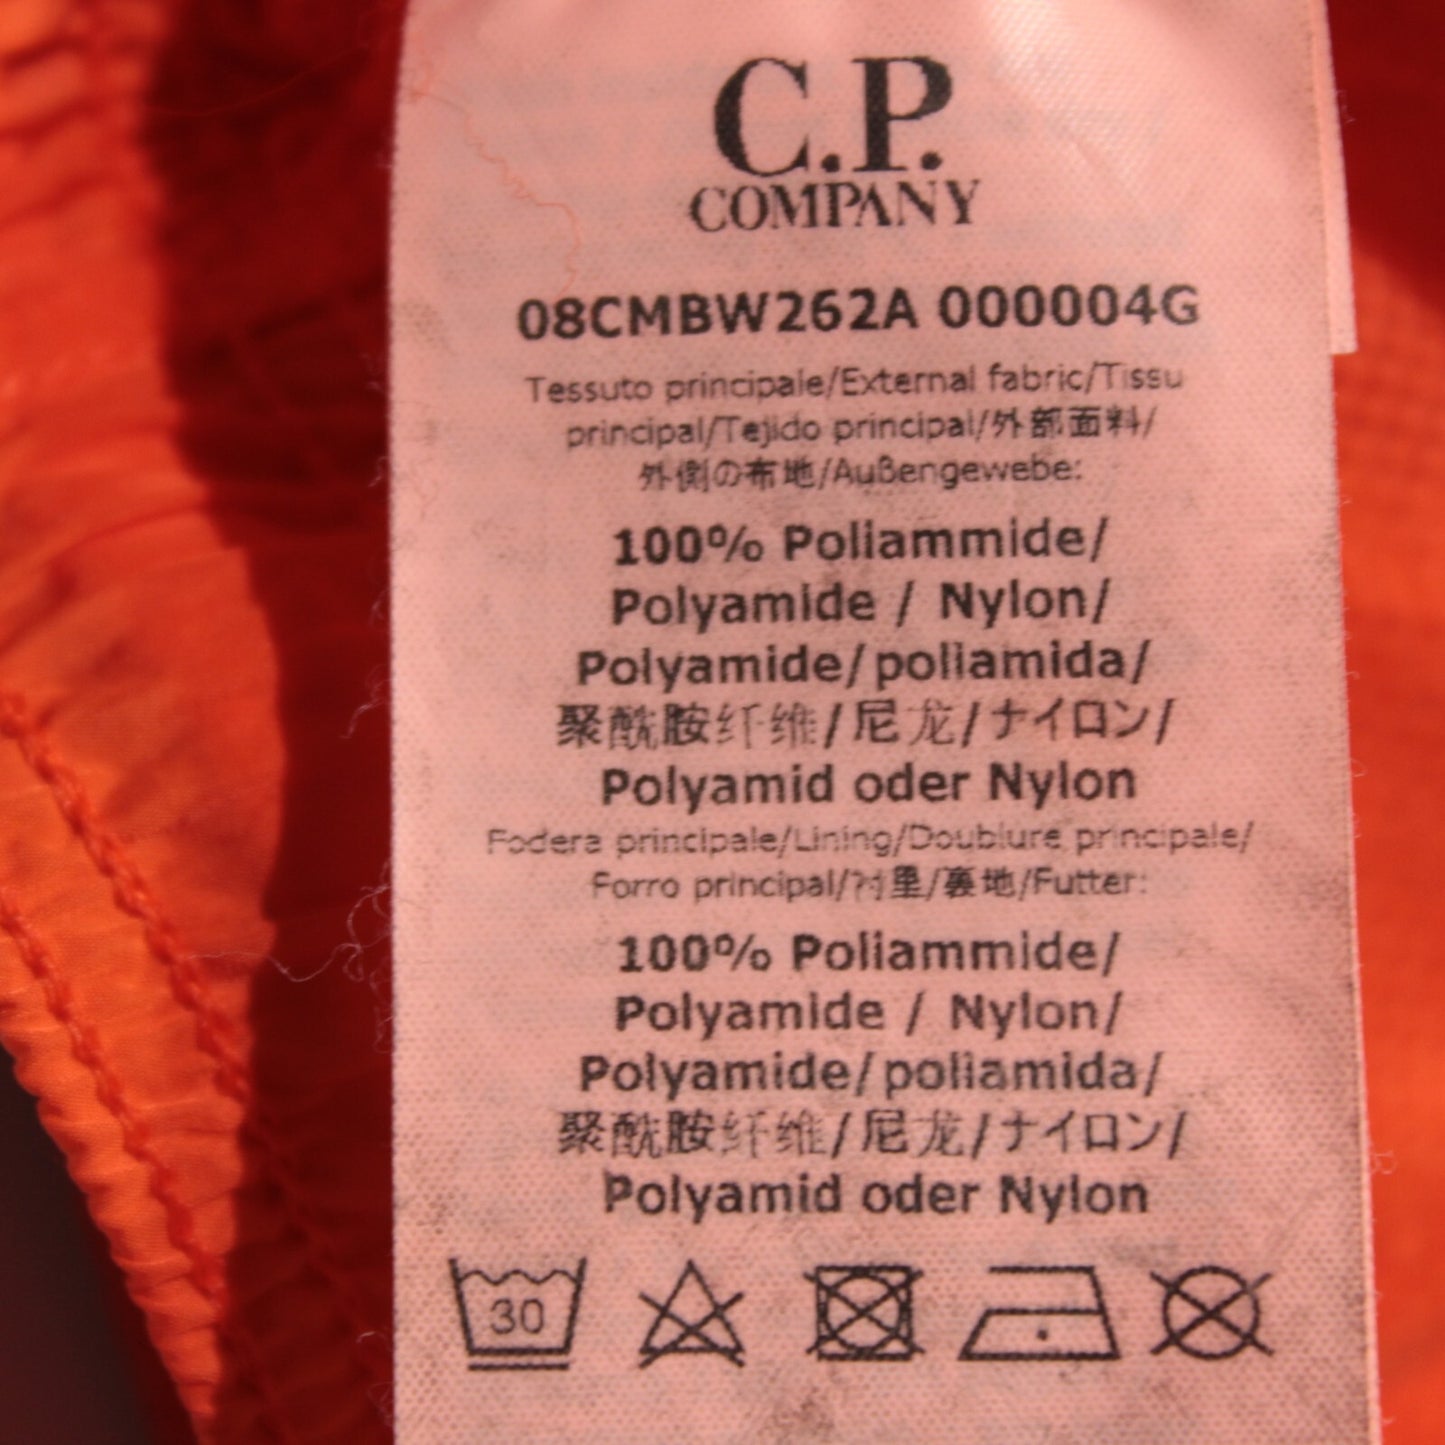 C.P.
COMPANY
08CMBW262A 000004G
Tessuto principale/External fabric/Tissu
principal/Tejido principal/外部面料/
外側の布地/Außengewebe:
100% Poliammide/
Polyamide / Nylon/
Polyamide/poliamida/
聚酰胺纤维/尼龙/ナイロン/
Polyamid oder Nylon
Fodera principale/Lining/Doublure principale/
Forro principal/衬里/裏地/Futter:
100% Poliammide/
Polyamide / Nylon/
Polyamide/poliamida/
聚酰胺纤维/尼龙/ナイロン/
Polyamid oder Nylon
30